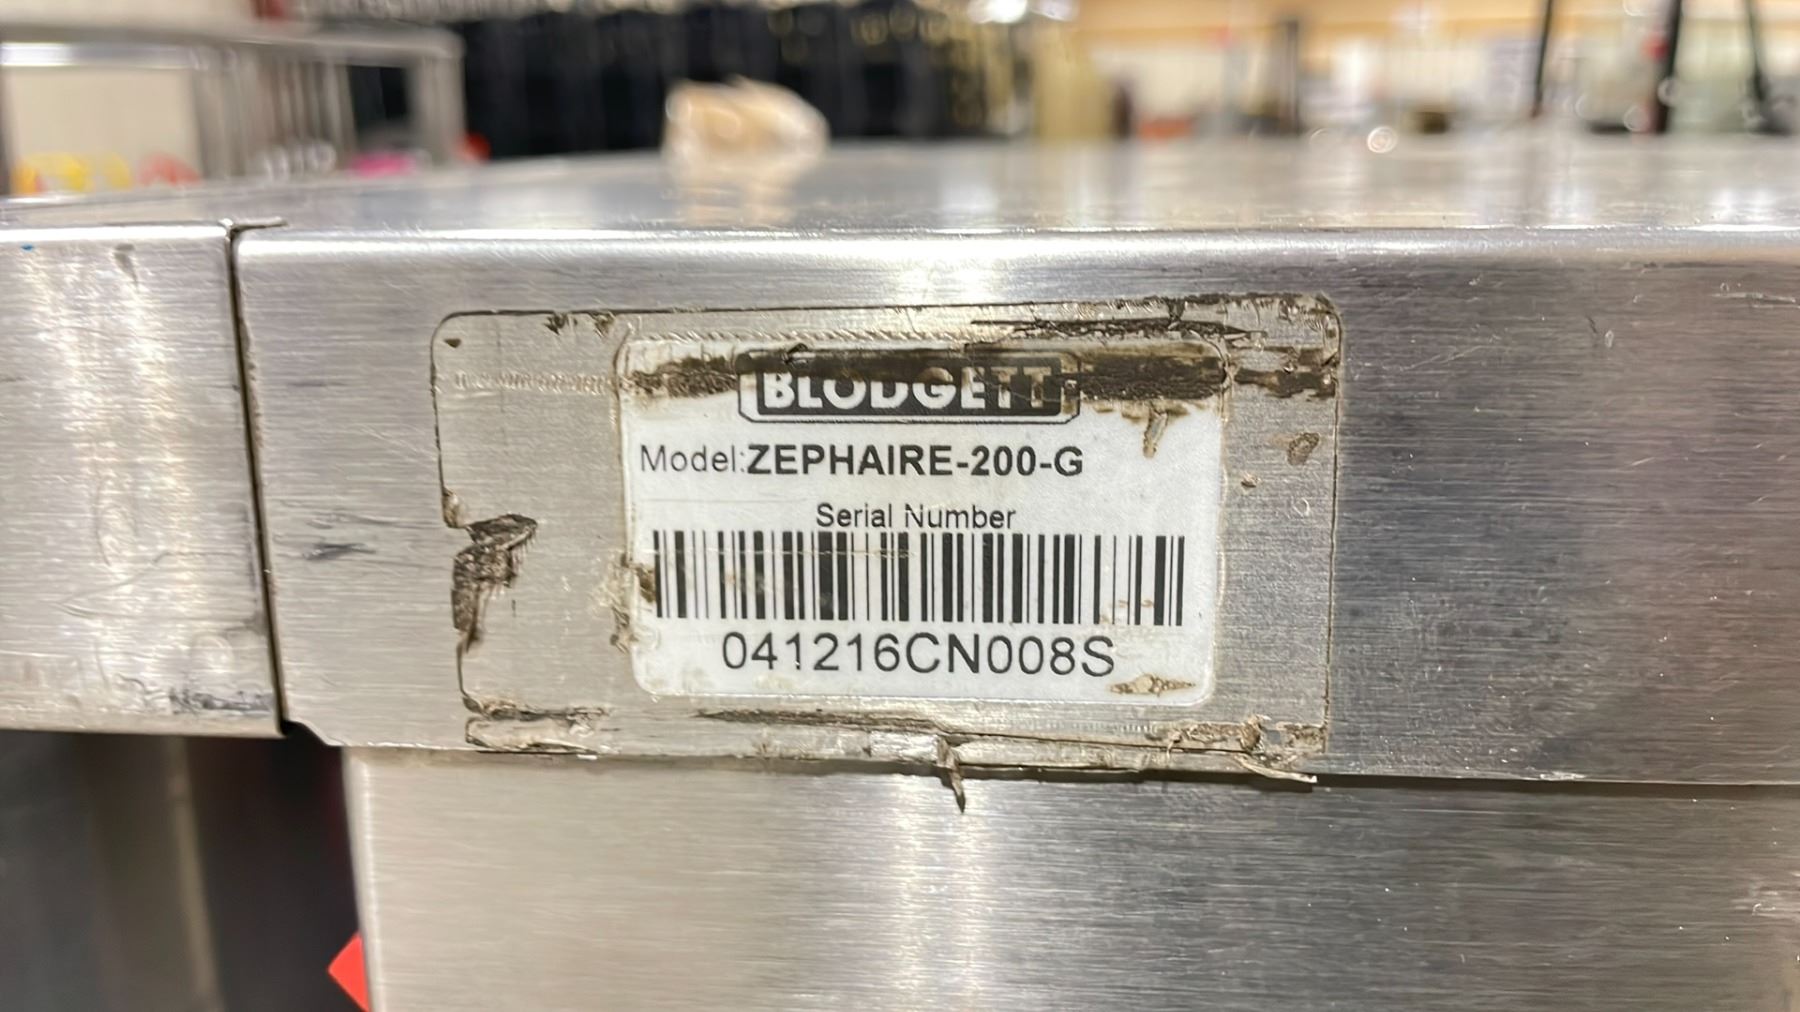 BLODGETT
Model:ZEPHAIRE-200-G
Serial Number
041216CN008S